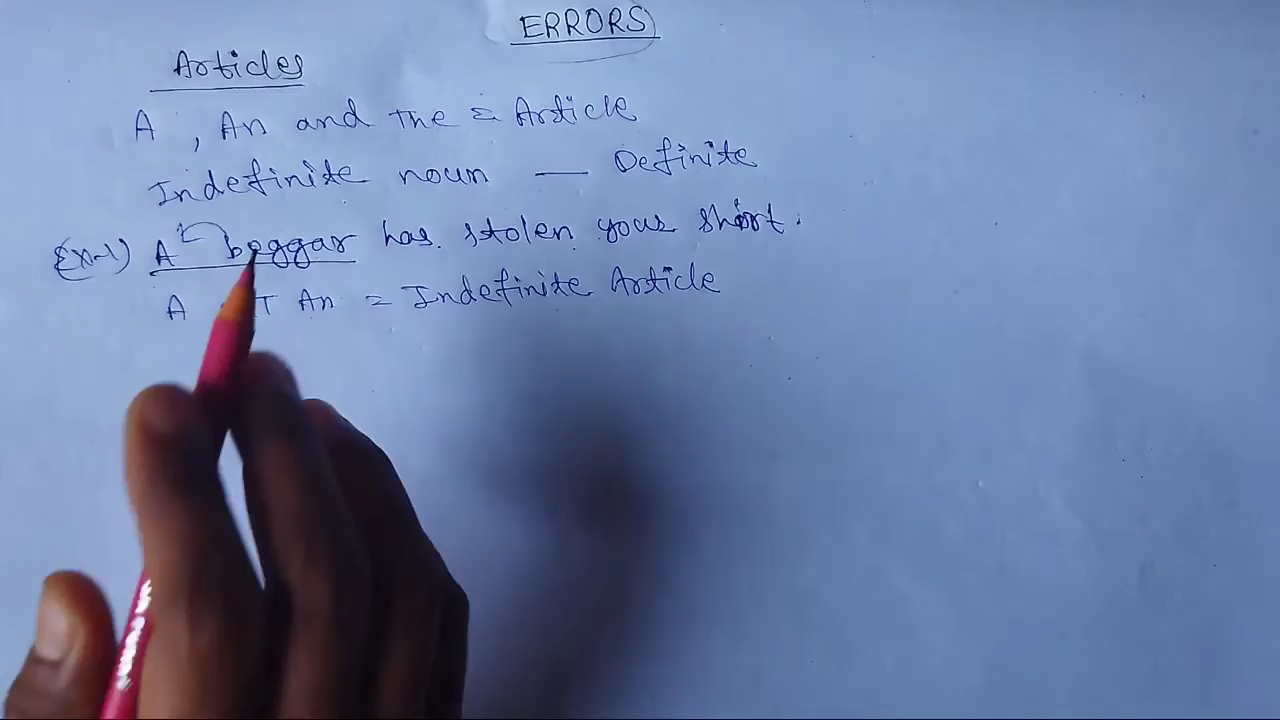 ERRORS
Articles
A , An and The = Article
Indefinite noun — Definite
Ex-1) A beggar has stolen your shirt.
A T An = Indefinite Article